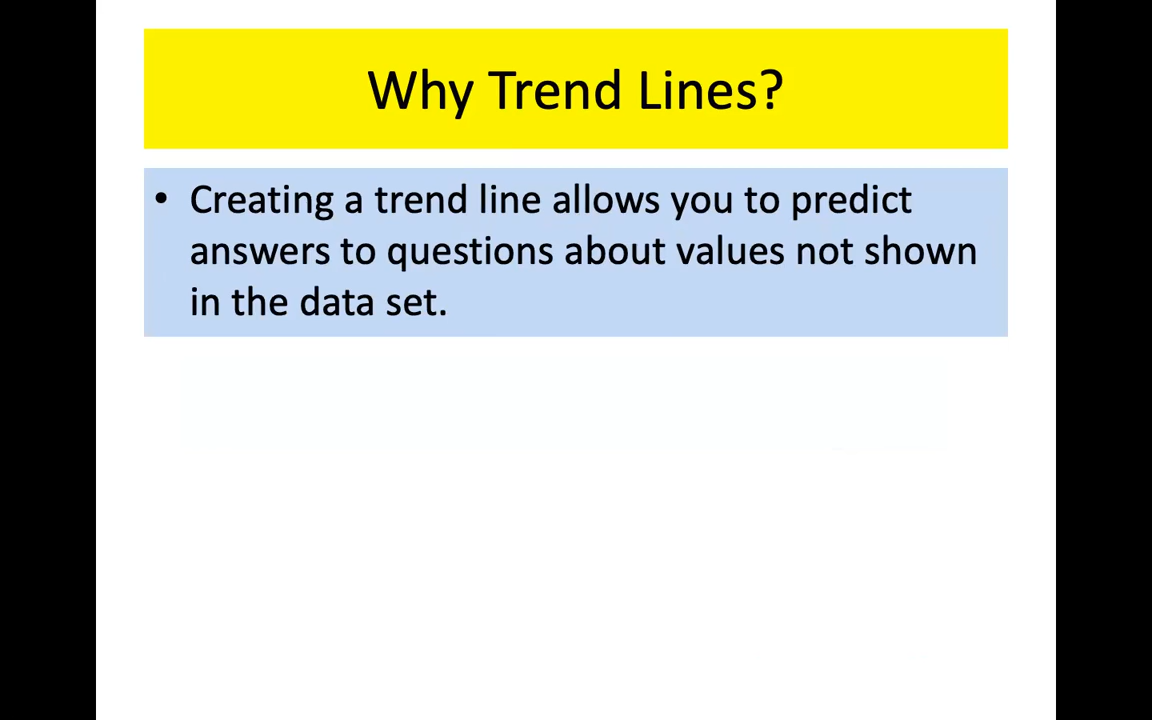 Why Trend Lines?
• Creating a trend line allows you to predict
answers to questions about values not shown
in the data set.